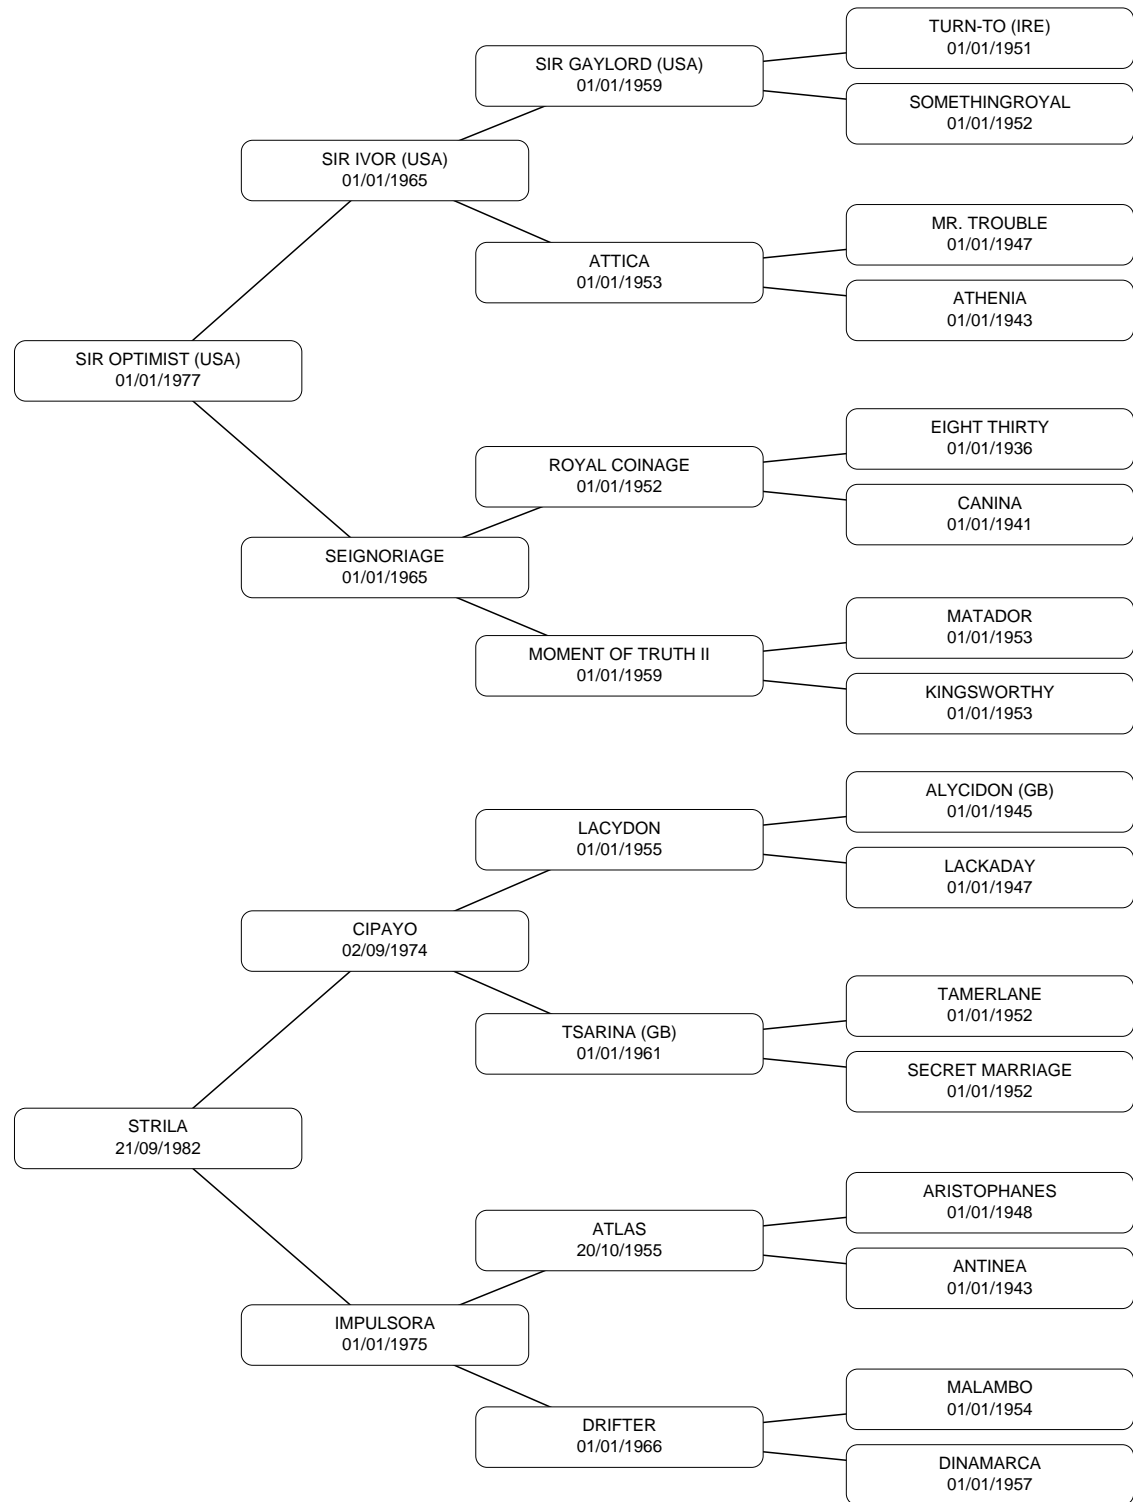 TURN-TO (IRE)
01/01/1951
SIR GAYLORD (USA)
01/01/1959
SOMETHINGROYAL
01/01/1952
SIR IVOR (USA)
01/01/1965
MR. TROUBLE
01/01/1947
ATTICA
01/01/1953
ATHENIA
01/01/1943
SIR OPTIMIST (USA)
01/01/1977
EIGHT THIRTY
01/01/1936
ROYAL COINAGE
01/01/1952
CANINA
01/01/1941
SEIGNORIAGE
01/01/1965
MATADOR
01/01/1953
MOMENT OF TRUTH II
01/01/1959
KINGSWORTHY
01/01/1953
ALYCIDON (GB)
01/01/1945
LACYDON
01/01/1955
LACKADAY
01/01/1947
CIPAYO
02/09/1974
TAMERLANE
01/01/1952
TSARINA (GB)
01/01/1961
SECRET MARRIAGE
01/01/1952
STRILA
21/09/1982
ARISTOPHANES
01/01/1948
ATLAS
20/10/1955
ANTINEA
01/01/1943
IMPULSORA
01/01/1975
MALAMBO
01/01/1954
DRIFTER
01/01/1966
DINAMARCA
01/01/1957